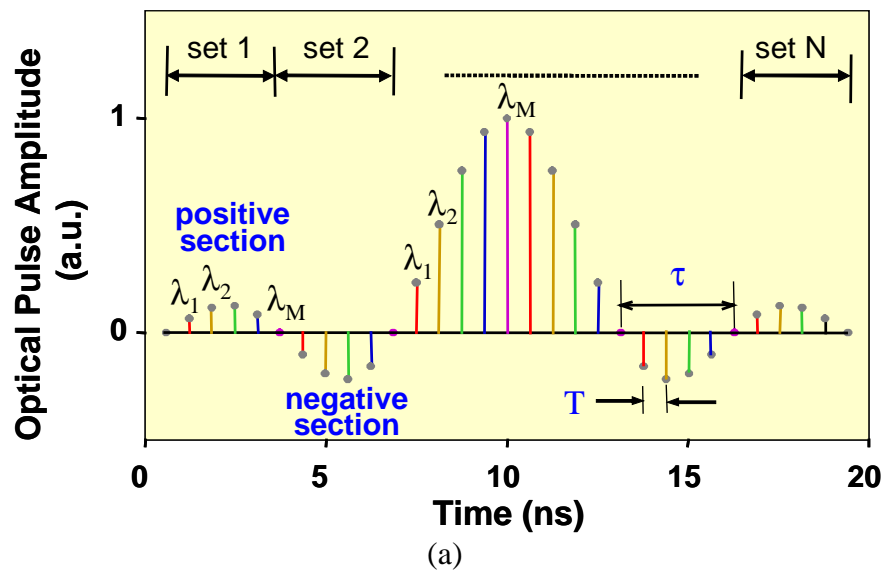 set 1
set 2
set N
λM
1
Optical Pulse Amplitude
(a.u.)
positive
section
λ2
λ1
λ1
λ2
λM
τ
0
negative
section
T
0
5
10
15
20
Time (ns)
(a)